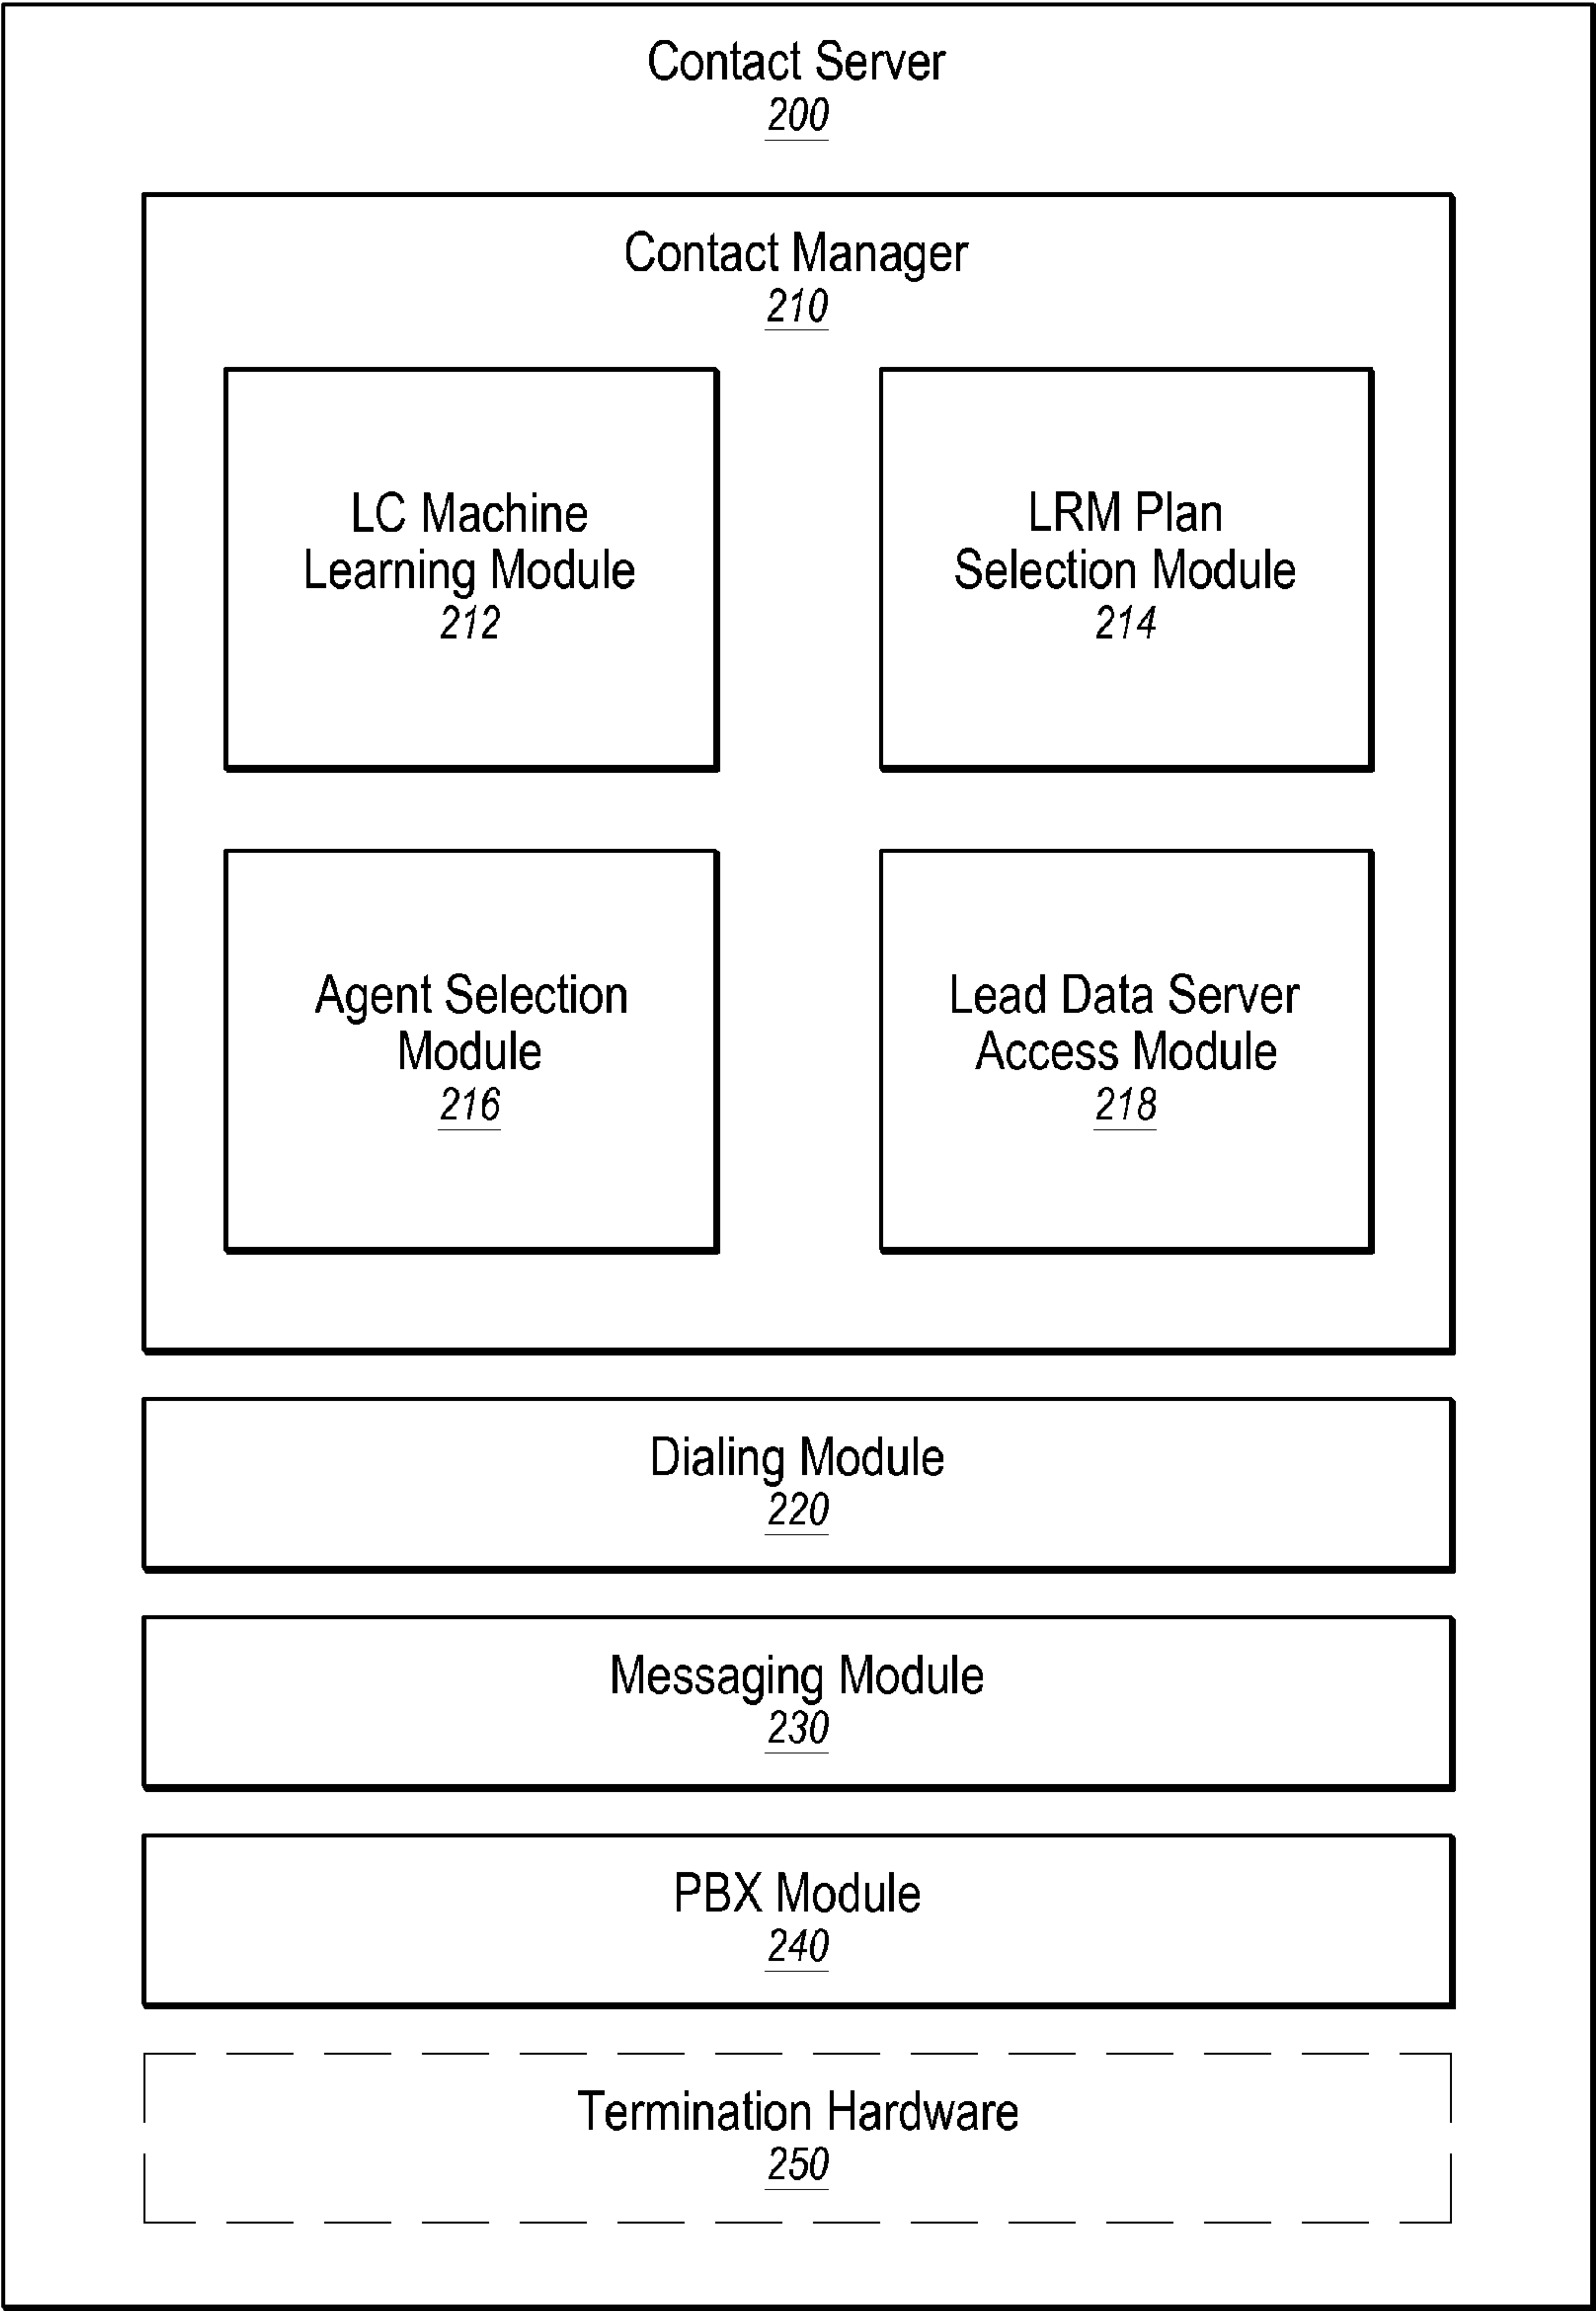 Contact Server
200
Contact Manager
210
LC Machine
Learning Module
212
LRM Plan
Selection Module
214
Agent Selection
Module
216
Lead Data Server
Access Module
218
Dialing Module
220
Messaging Module
230
PBX Module
240
Termination Hardware
250